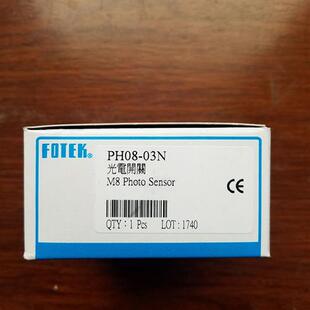 FOTEK®
PH08-03N
光電開關
M8 Photo Sensor
CE
QTY：1 Pcs LOT：1740